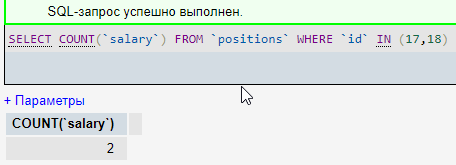 SQL-запрос успешно выполнен.
SELECT COUNT(`salary`) FROM `positions` WHERE `id` IN (17,18)
+ Параметры
COUNT(`salary`)
2